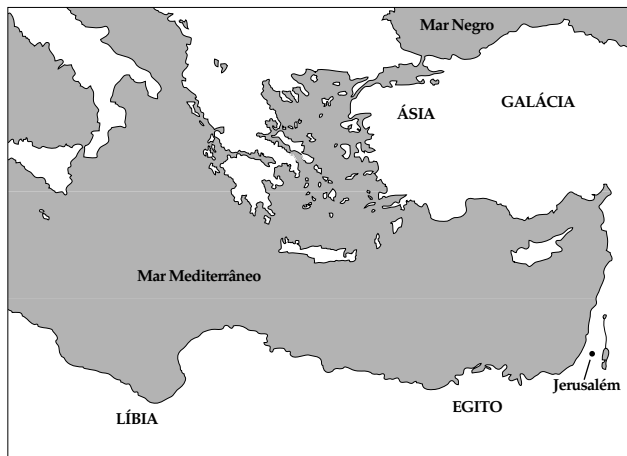 Mar Negro
ÁSIA
GALÁCIA
Mar Mediterrâneo
Jerusalém
EGITO
LÍBIA